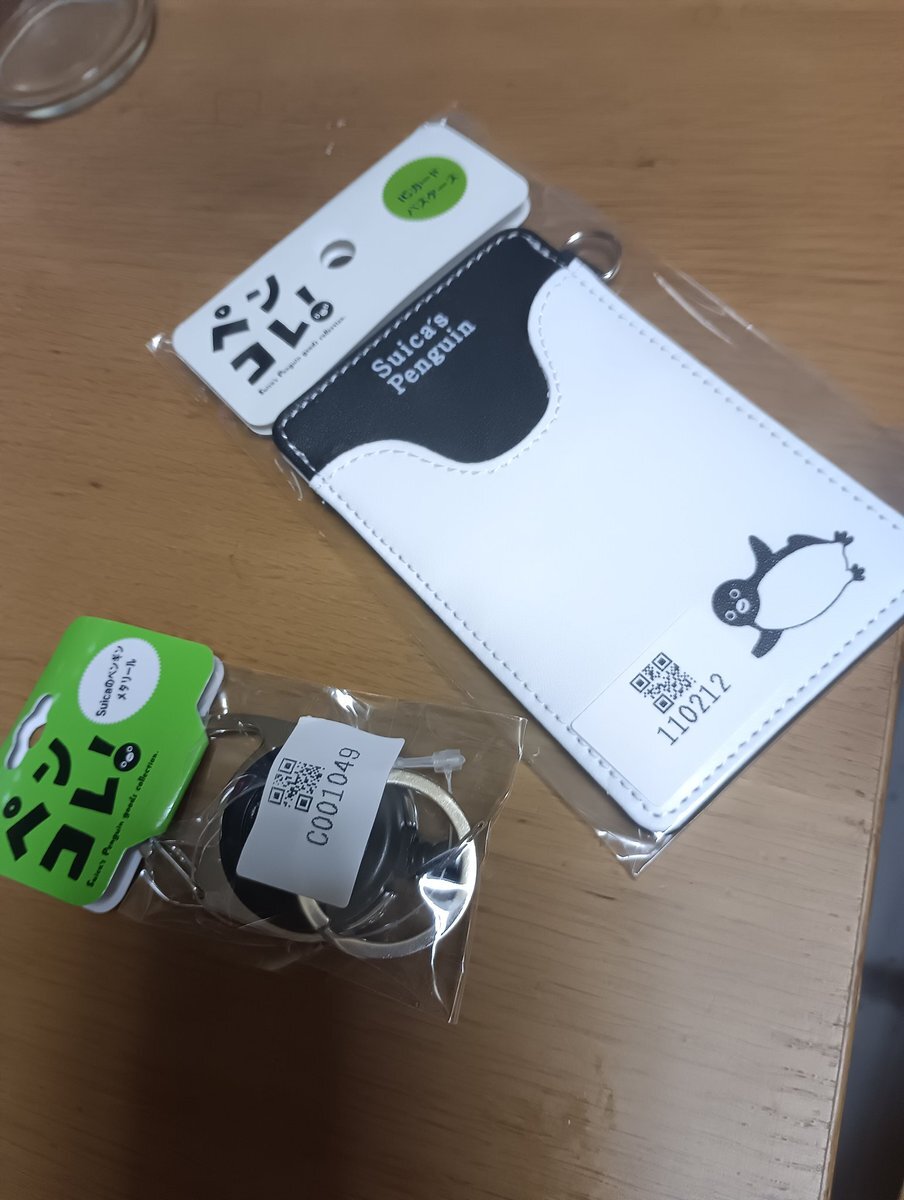 ICカード
パスケース
ペン
コレ!
Suica's Penguin goods collection.
Suica's
Penguin
110212
Suicaのペンギン
メタリール
ペン
コレ!
Suica's Penguin goods collection.
C001049